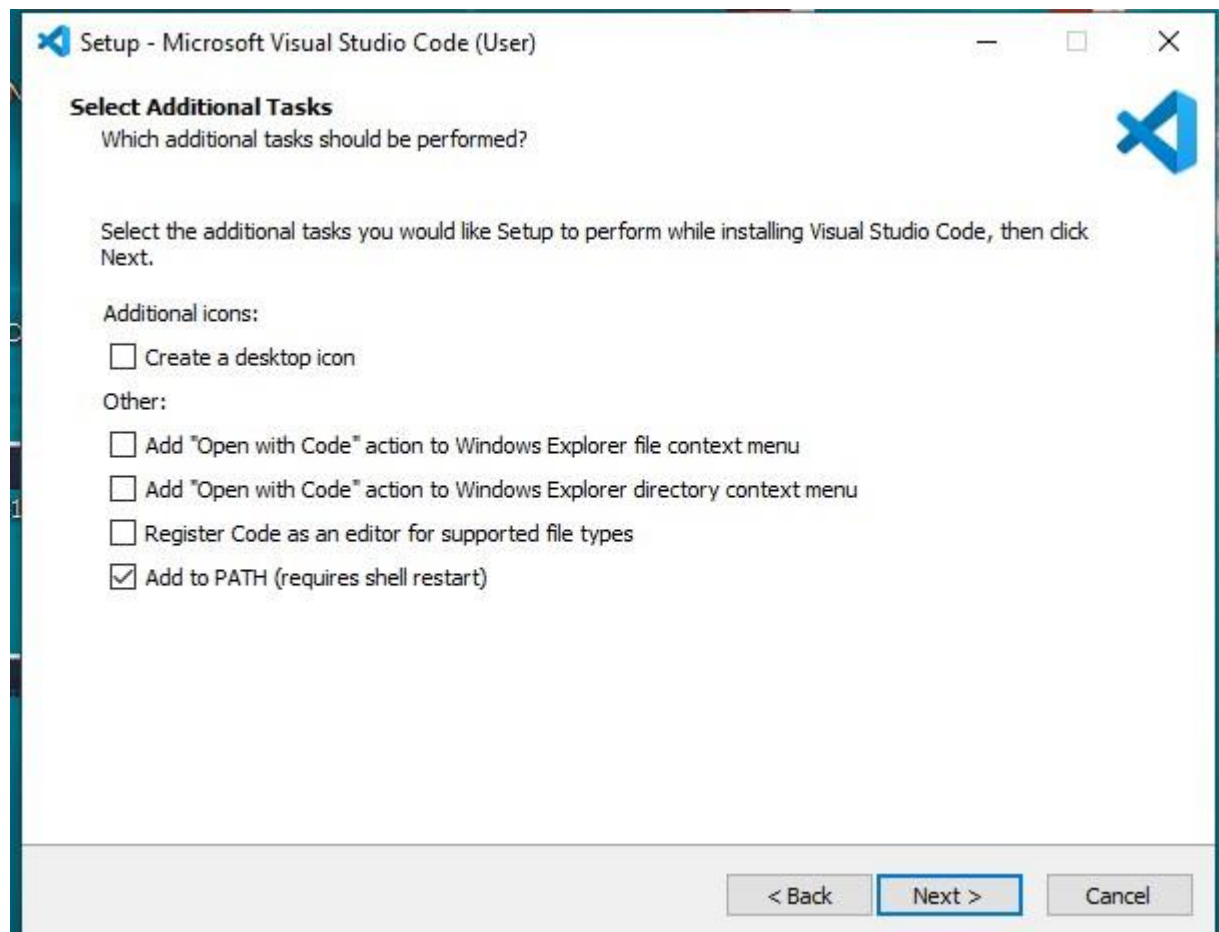 Setup - Microsoft Visual Studio Code (User)
Select Additional Tasks
Which additional tasks should be performed?
Select the additional tasks you would like Setup to perform while installing Visual Studio Code, then click
Next.
Additional icons:
Create a desktop icon
Other:
Add "Open with Code" action to Windows Explorer file context menu
Add "Open with Code" action to Windows Explorer directory context menu
Register Code as an editor for supported file types
Add to PATH (requires shell restart)
< Back Next > Cancel